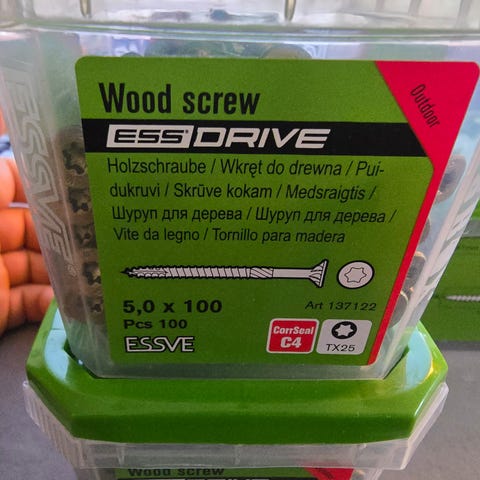 Wood screw
Outdoor
ESSDRIVE
Holzschraube / Wkręt do drewna / Pui-
dukruvi / Skrūve kokam / Medsraigtis /
Шуруп для дерева / Шуруп для дерева /
Vite da legno / Tornillo para madera
5,0 x 100
Art 137122
Pcs 100
CorrSeal
C4
ESSVE
TX25
ESSVE
Wood screw